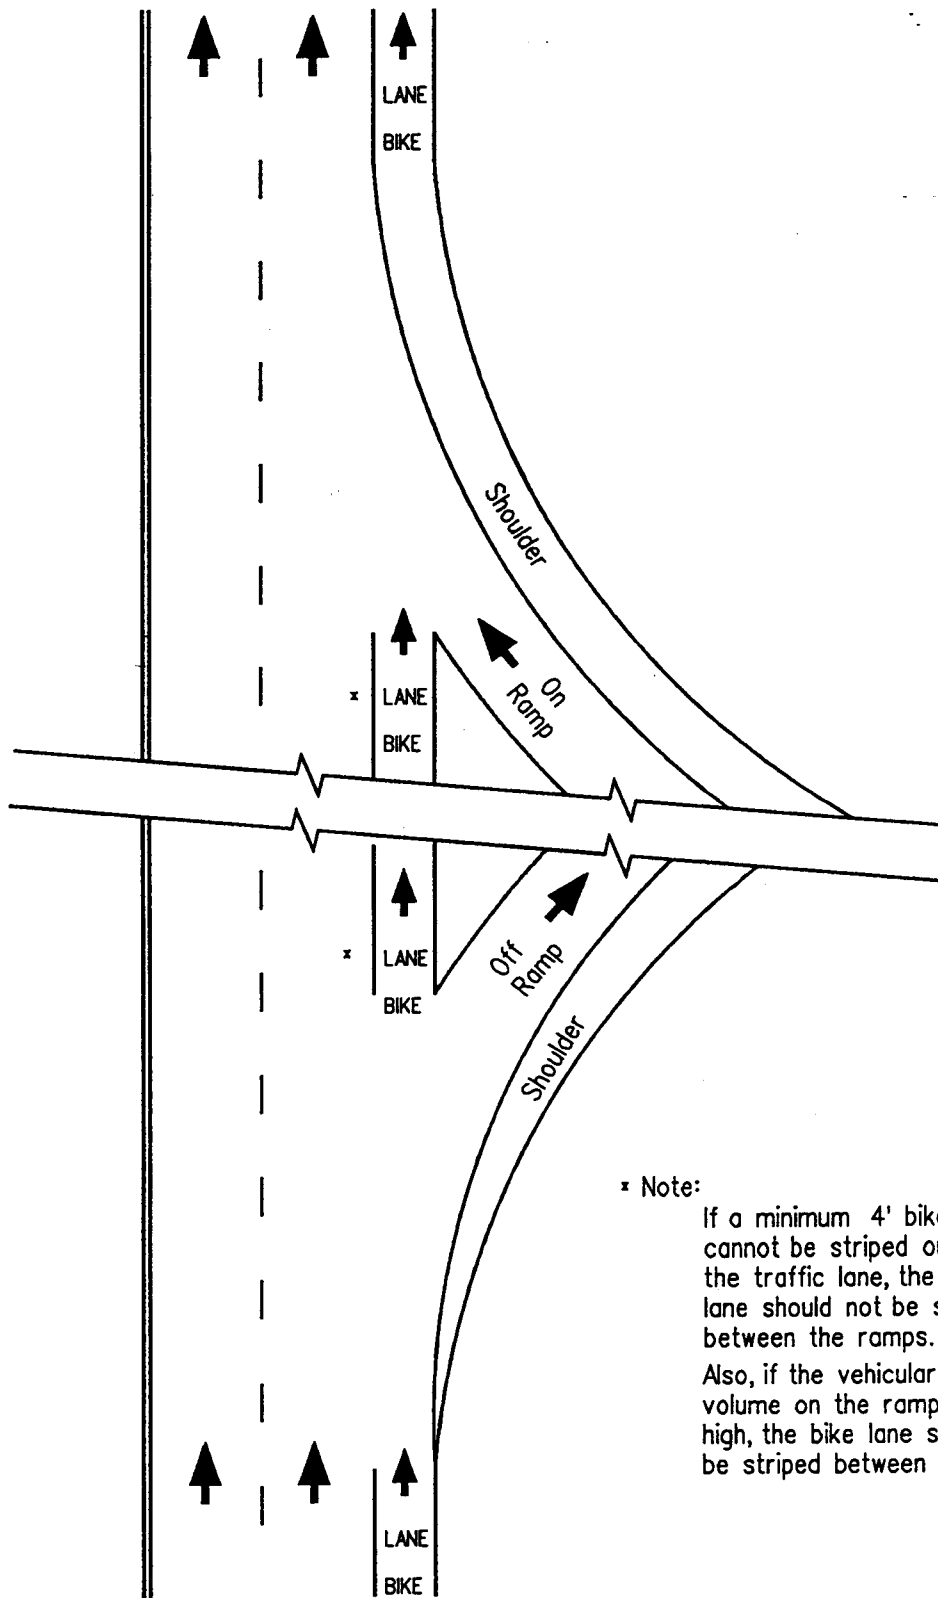 LANE
BIKE
Shoulder
On
Ramp
x LANE
BIKE
x LANE
BIKE
Off
Ramp
Shoulder
x Note:
If a minimum 4' bike
cannot be striped
the traffic lane, the
lane should not be
between the ramps.
Also, if the vehicular
volume on the ramp
high, the bike lane
be striped between
LANE
BIKE